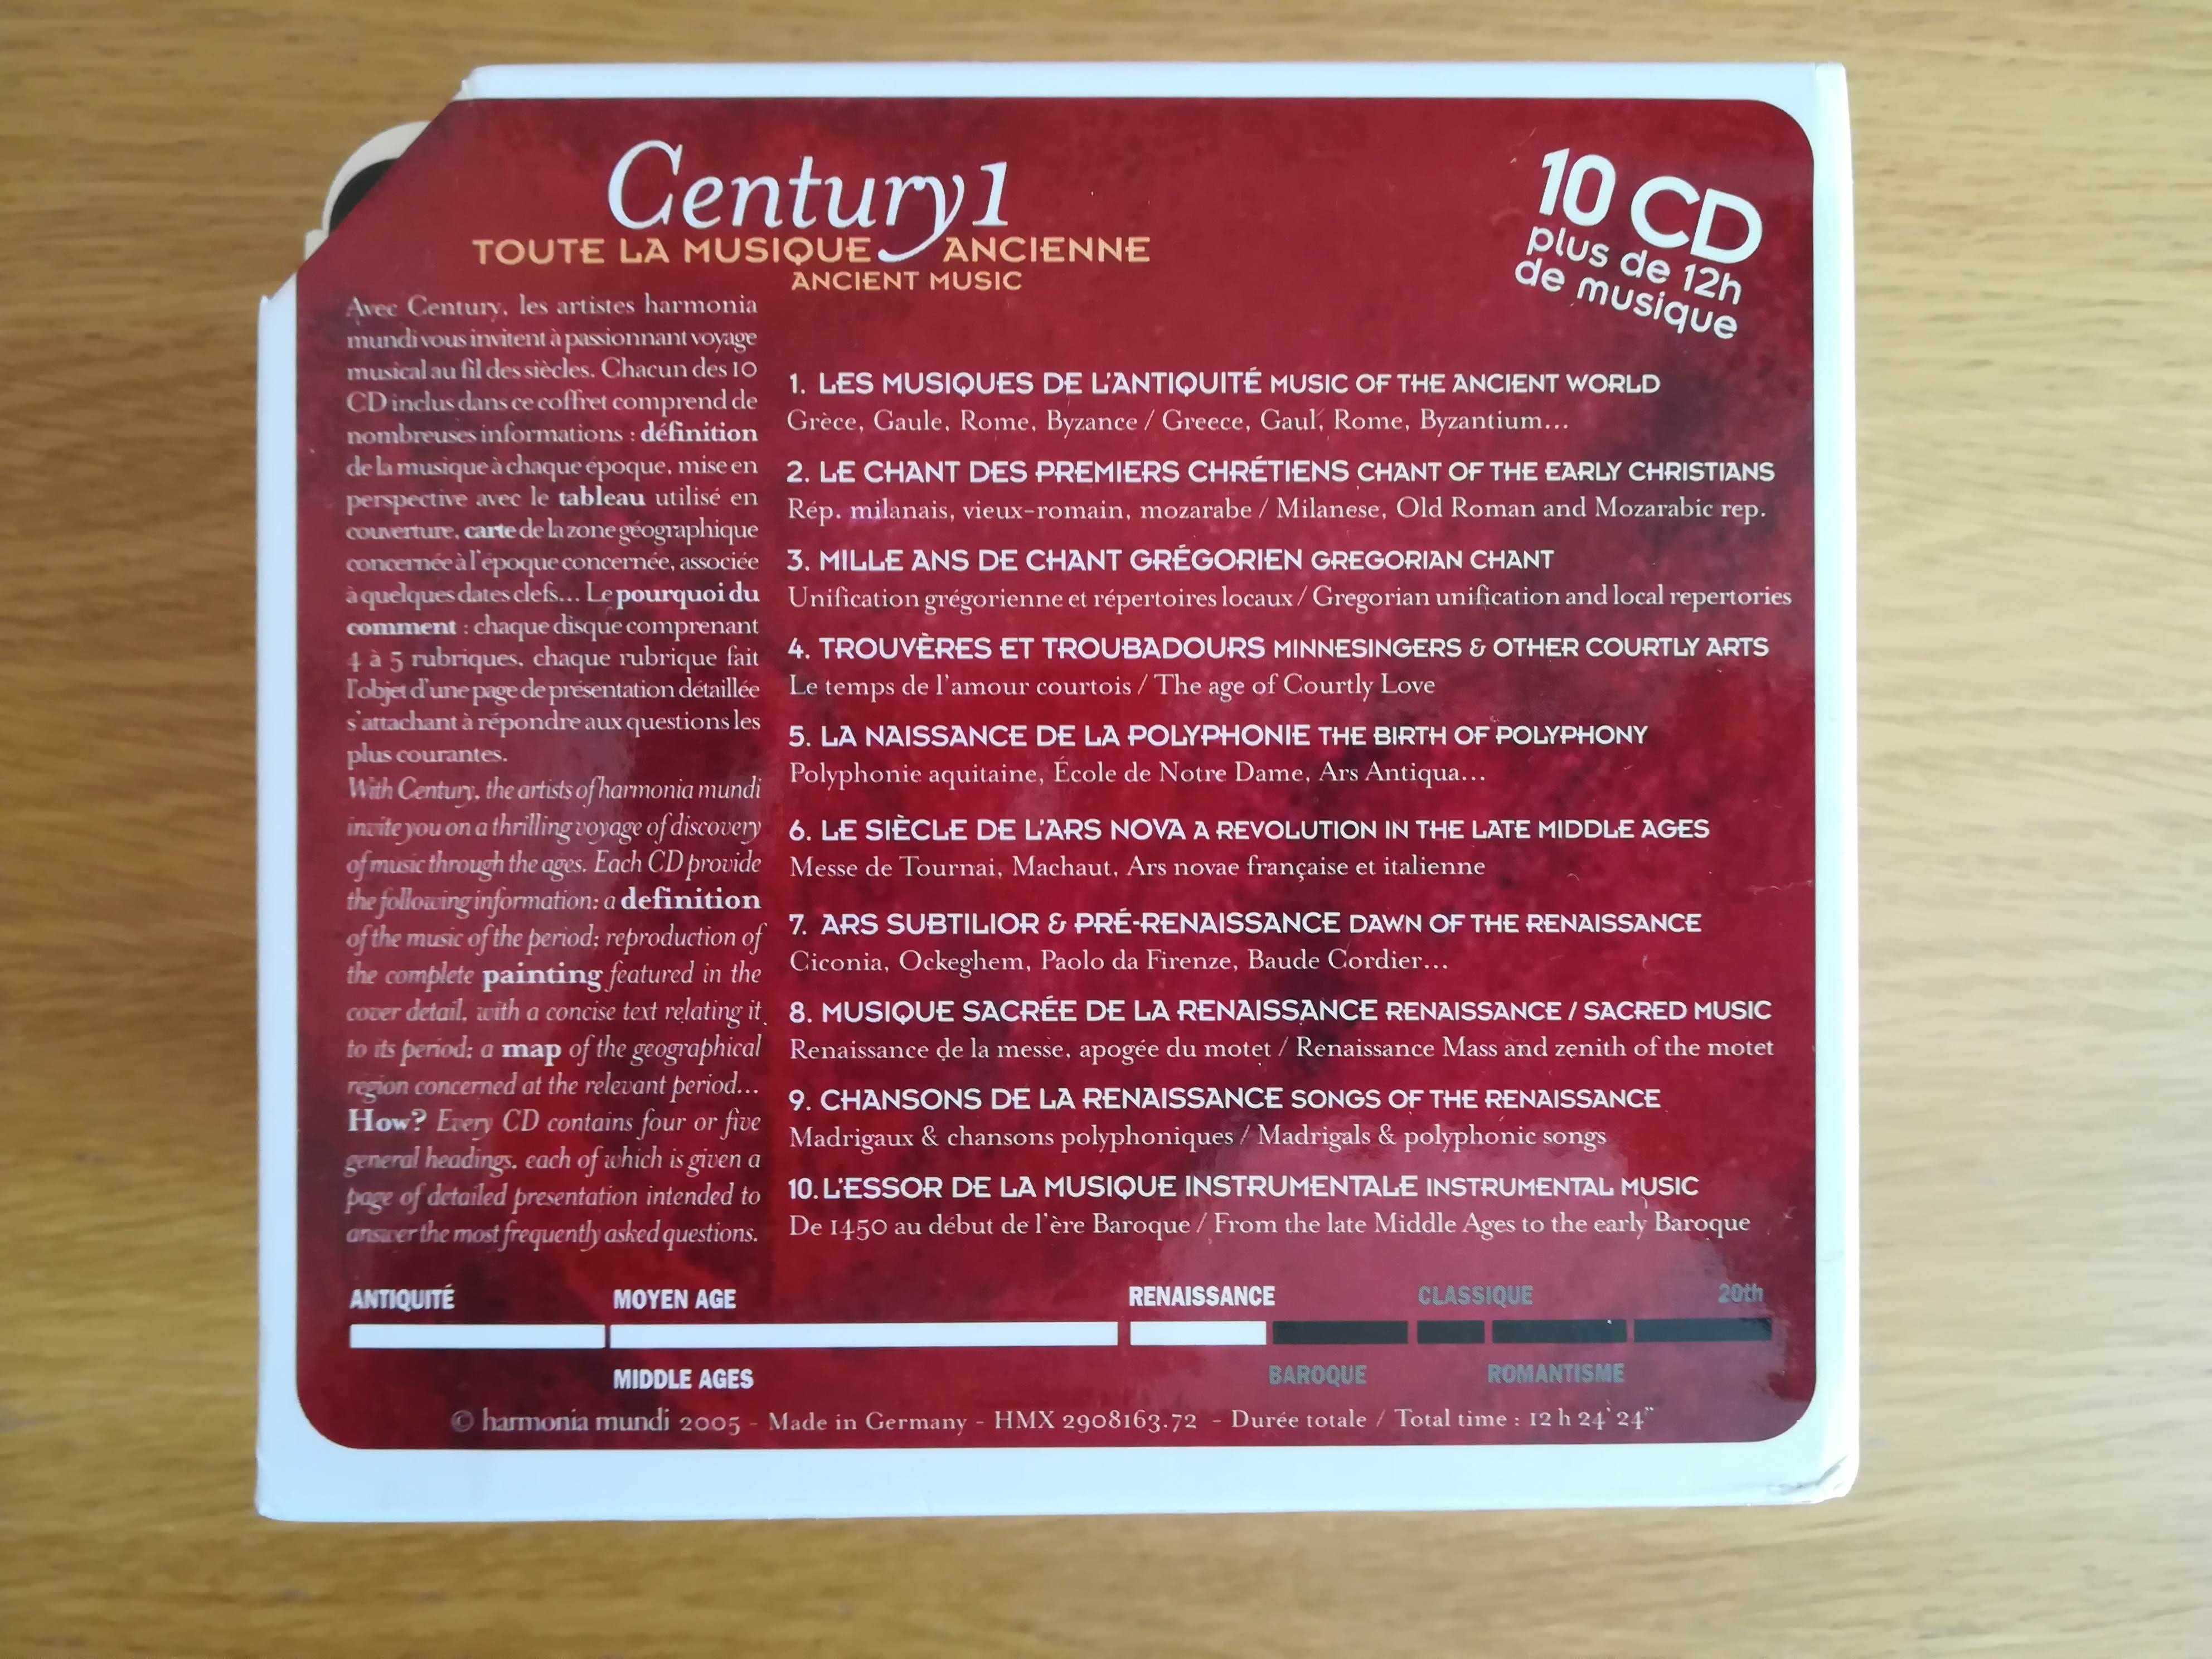 Century 1
TOUTE LA MUSIQUE ANCIENNE
ANCIENT MUSIC
10 CD
plus de 12h
de musique
Avec Century, les artistes harmonia
mundi vous invitent à passionnant voyage
musical au fil des siècles. Chacun des 10
CD inclus dans ce coffret comprend de
nombreuses informations : définition
de la musique à chaque époque, mise en
perspective avec le tableau utilisé en
couverture, carte de la zone géographique
concernée à l'époque concernée, associée
à quelques dates clefs... Le pourquoi du
comment : chaque disque comprenant
4 à 5 rubriques, chaque rubrique fait
l'objet d'une page de présentation détaillée
s'attachant à répondre aux questions les
plus courantes.
With Century, the artists of harmonia mundi
invite you on a thrilling voyage of discovery
of music through the ages. Each CD provide
the following information: a definition
of the music of the period; reproduction of
the complete painting featured in the
cover detail, with a concise text relating it
to its period; a map of the geographical
region concerned at the relevant period...
How? Every CD contains four or five
general headings, each of which is given a
page of detailed presentation intended to
answer the most frequently asked questions.
1. LES MUSIQUES DE L'ANTIQUITÉ MUSIC OF THE ANCIENT WORLD
Grèce, Gaule, Rome, Byzance / Greece, Gaul, Rome, Byzantium...
2. LE CHANT DES PREMIERS CHRÉTIENS CHANT OF THE EARLY CHRISTIANS
Rép. milanais, vieux-romain, mozarabe / Milanese, Old Roman and Mozarabic rep.
3. MILLE ANS DE CHANT GRÉGORIEN GREGORIAN CHANT
Unification grégorienne et répertoires locaux / Gregorian unification and local repertories
4. TROUVÈRES ET TROUBADOURS MINNESINGERS & OTHER COURTLY ARTS
Le temps de l'amour courtois / The age of Courtly Love
5. LA NAISSANCE DE LA POLYPHONIE THE BIRTH OF POLYPHONY
Polyphonie aquitaine, École de Notre Dame, Ars Antiqua...
6. LE SIÈCLE DE L'ARS NOVA A REVOLUTION IN THE LATE MIDDLE AGES
Messe de Tournai, Machaut, Ars novae française et italienne
7. ARS SUBTILIOR & PRÉ-RENAISSANCE DAWN OF THE RENAISSANCE
Ciconia, Ockeghem, Paolo da Firenze, Baude Cordier...
8. MUSIQUE SACRÉE DE LA RENAISSANCE RENAISSANCE / SACRED MUSIC
Renaissance de la messe, apogée du motet / Renaissance Mass and zenith of the motet
9. CHANSONS DE LA RENAISSANCE SONGS OF THE RENAISSANCE
Madrigaux & chansons polyphoniques / Madrigals & polyphonic songs
10. L'ESSOR DE LA MUSIQUE INSTRUMENTALE INSTRUMENTAL MUSIC
De 1450 au début de l'ère Baroque / From the late Middle Ages to the early Baroque
ANTIQUITÉ MOYEN AGE RENAISSANCE CLASSIQUE 20th
MIDDLE AGES BAROQUE ROMANTISME
© harmonia mundi 2005 - Made in Germany - HMX 2908163.72 - Durée totale / Total time : 12 h 24' 24"